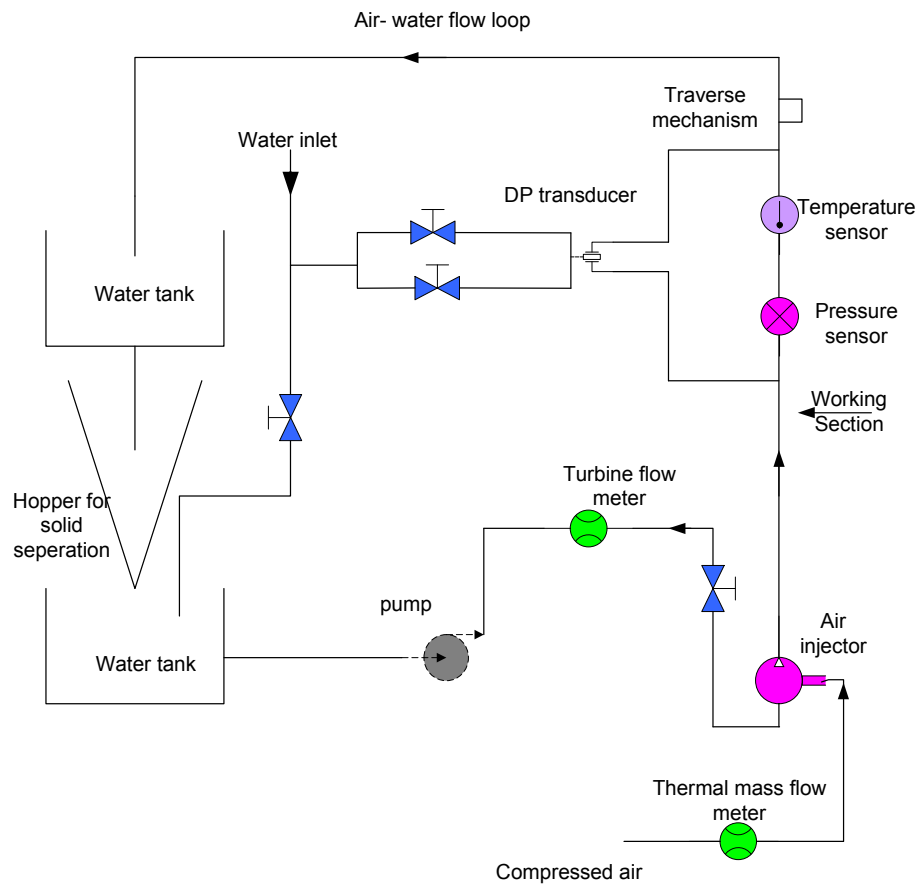 Air- water flow loop
Traverse
mechanism
Water inlet
DP transducer
Temperature
sensor
Water tank
Pressure
sensor
Working
Section
Turbine flow
meter
Hopper for
solid
seperation
pump
Air
injector
Water tank
Thermal mass flow
meter
Compressed air